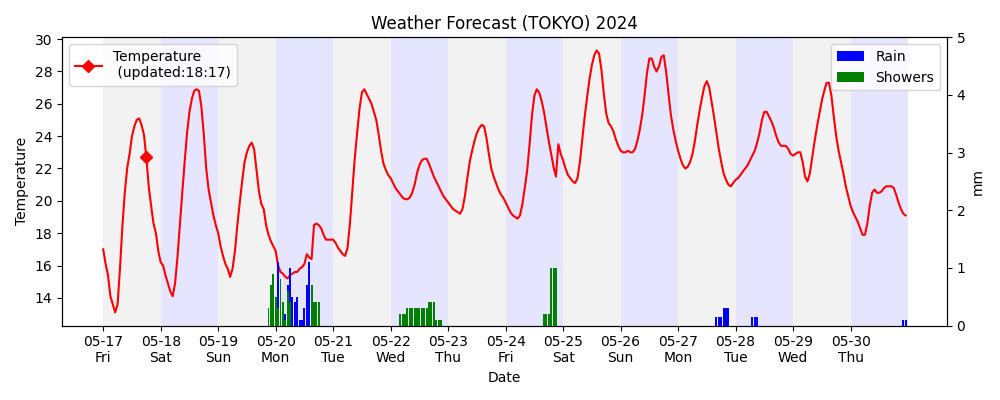 Weather Forecast (TOKYO) 2024
Temperature
(updated:18:17)
Rain
Showers
Temperature
30
28
26
24
22
20
18
16
14
5
4
3
2
1
0
mm
05-17 05-18 05-19 05-20 05-21 05-22 05-23 05-24 05-25 05-26 05-27 05-28 05-29 05-30
Fri Sat Sun Mon Tue Wed Thu Fri Sat Sun Mon Tue Wed Thu
Date